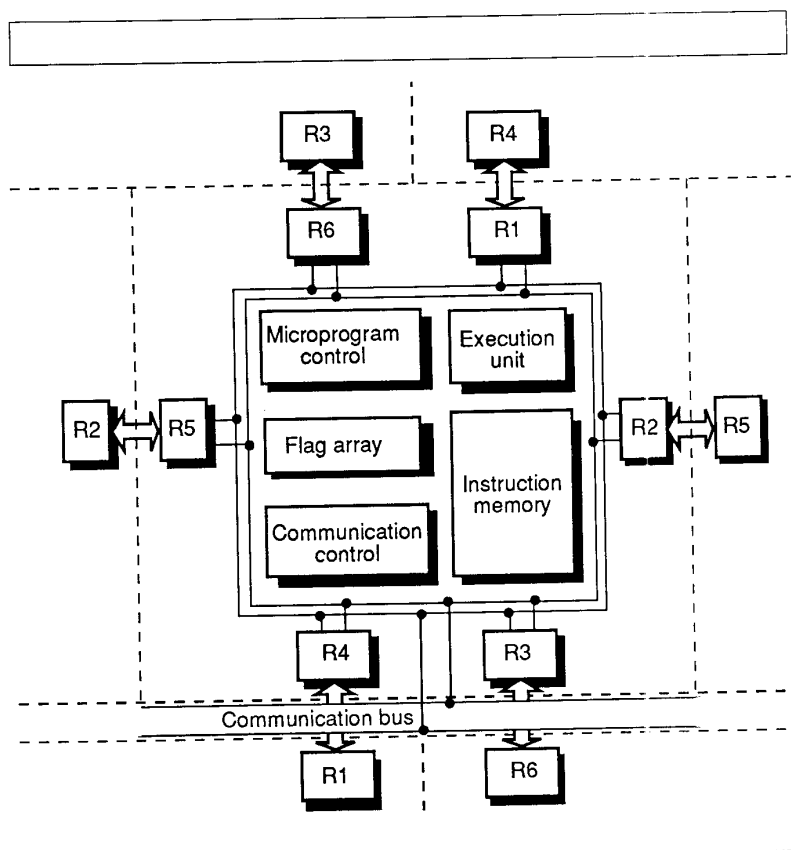 R3
R4
R6
R1
Microprogram
control
Execution
unit
R2
R5
R2
R5
Flag array
Instruction
memory
Communication
control
R4
R3
Communication bus
R1
R6